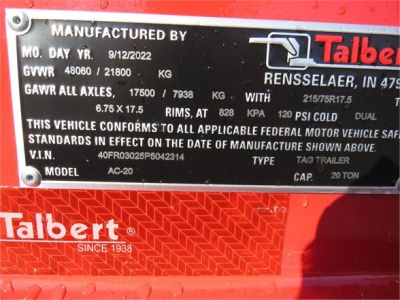 MANUFACTURED BY
Talbert
MO. DAY YR. 9/12/2022
RENSSELAER, IN 479
GVWR 48060 / 21800 KG
GAWR ALL AXLES. 17500 / 7938 KG WITH 215/75R17.5
6.75 X 17.5 RIMS, AT 828 KPA 120 PSI COLD DUAL
THIS VEHICLE CONFORMS TO ALL APPLICABLE FEDERAL MOTOR VEHICLE SAFE
STANDARDS IN EFFECT ON THE DATE OF MANUFACTURE SHOWN ABOVE.
V.I.N. 40FR03025P5042314 TYPE TAG TRAILER
MODEL AC-20 CAP. 20 TON
Talbert®
SINCE 1938